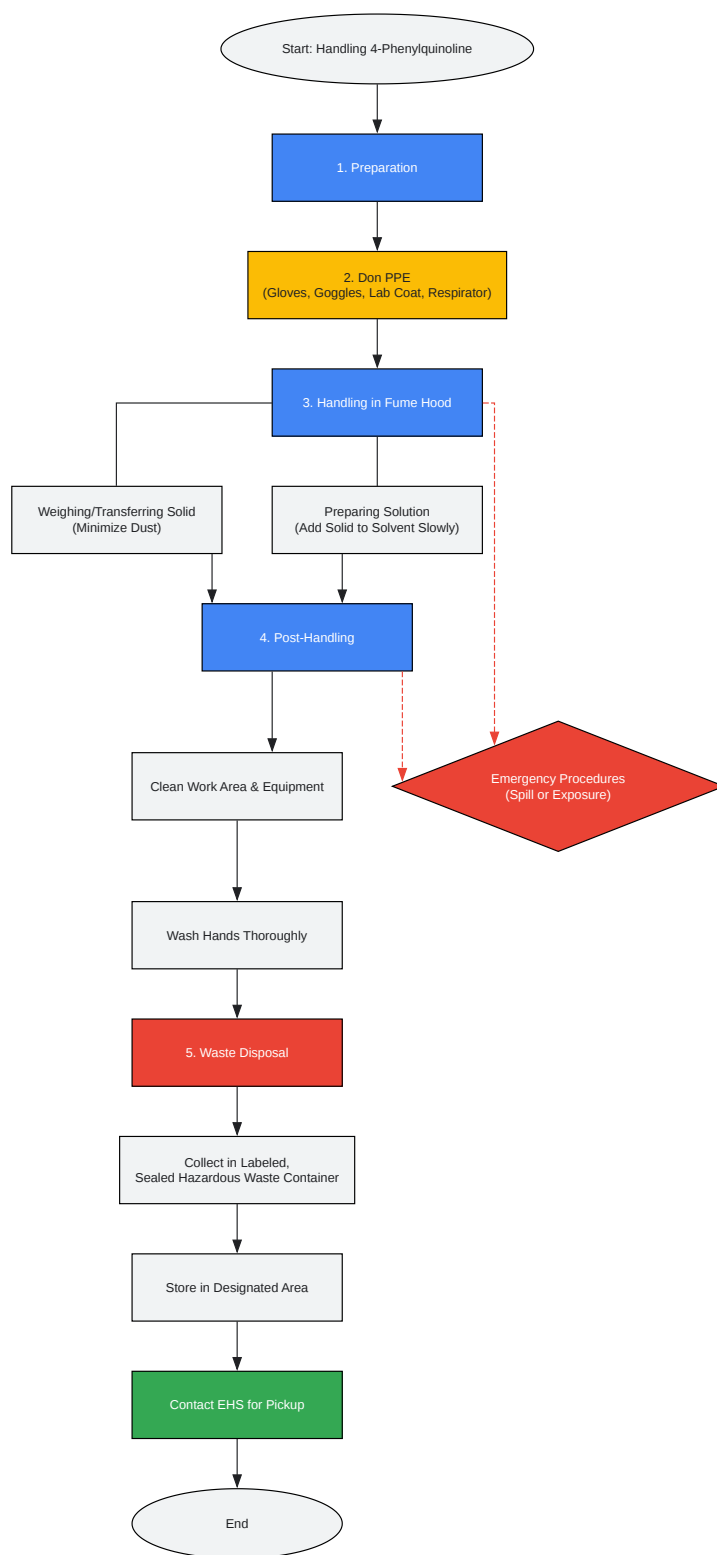 Start: Handling 4-Phenylquinoline
1. Preparation
2. Don PPE
(Gloves, Goggles, Lab Coat, Respirator)
3. Handling in Fume Hood
Weighing/Transferring Solid
(Minimize Dust)
Preparing Solution
(Add Solid to Solvent Slowly)
4. Post-Handling
Clean Work Area & Equipment
Emergency Procedures
(Spill or Exposure)
Wash Hands Thoroughly
5. Waste Disposal
Collect in Labeled,
Sealed Hazardous Waste Container
Store in Designated Area
Contact EHS for Pickup
End